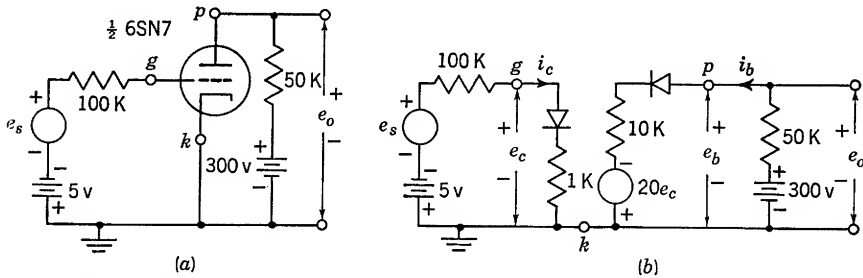 ½ 6SN7
p
g
100 K
50 K
e_s
+
−
−
+
5 v
k
300 v
+
−
+
e_o
−
(a)
100 K
g
i_c
e_s
+
−
−
+
5 v
+
e_c
−
1 K
k
10 K
−
20e_c
+
p
i_b
+
e_b
−
50 K
+
300 v
−
+
e_o
−
(b)